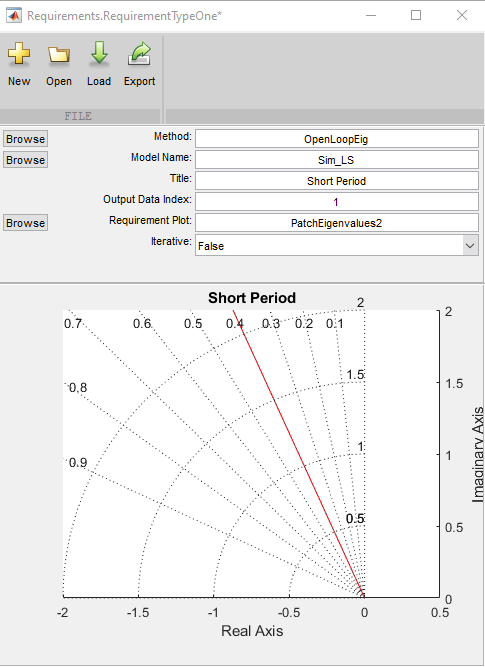 Requirements.RequirementTypeOne*
New Open Load Export
FILE
Browse Method: OpenLoopEig
Browse Model Name: Sim_LS
Title: Short Period
Output Data Index: 1
Browse Requirement Plot: PatchEigenvalues2
Iterative: False
Short Period
2 2
0.7 0.6 0.5 0.4 0.3 0.2 0.1
1.5 1.5
0.8
1 1
0.9
0.5 0.5
0
Imaginary Axis
-2 -1.5 -1 -0.5 0 0.5
Real Axis